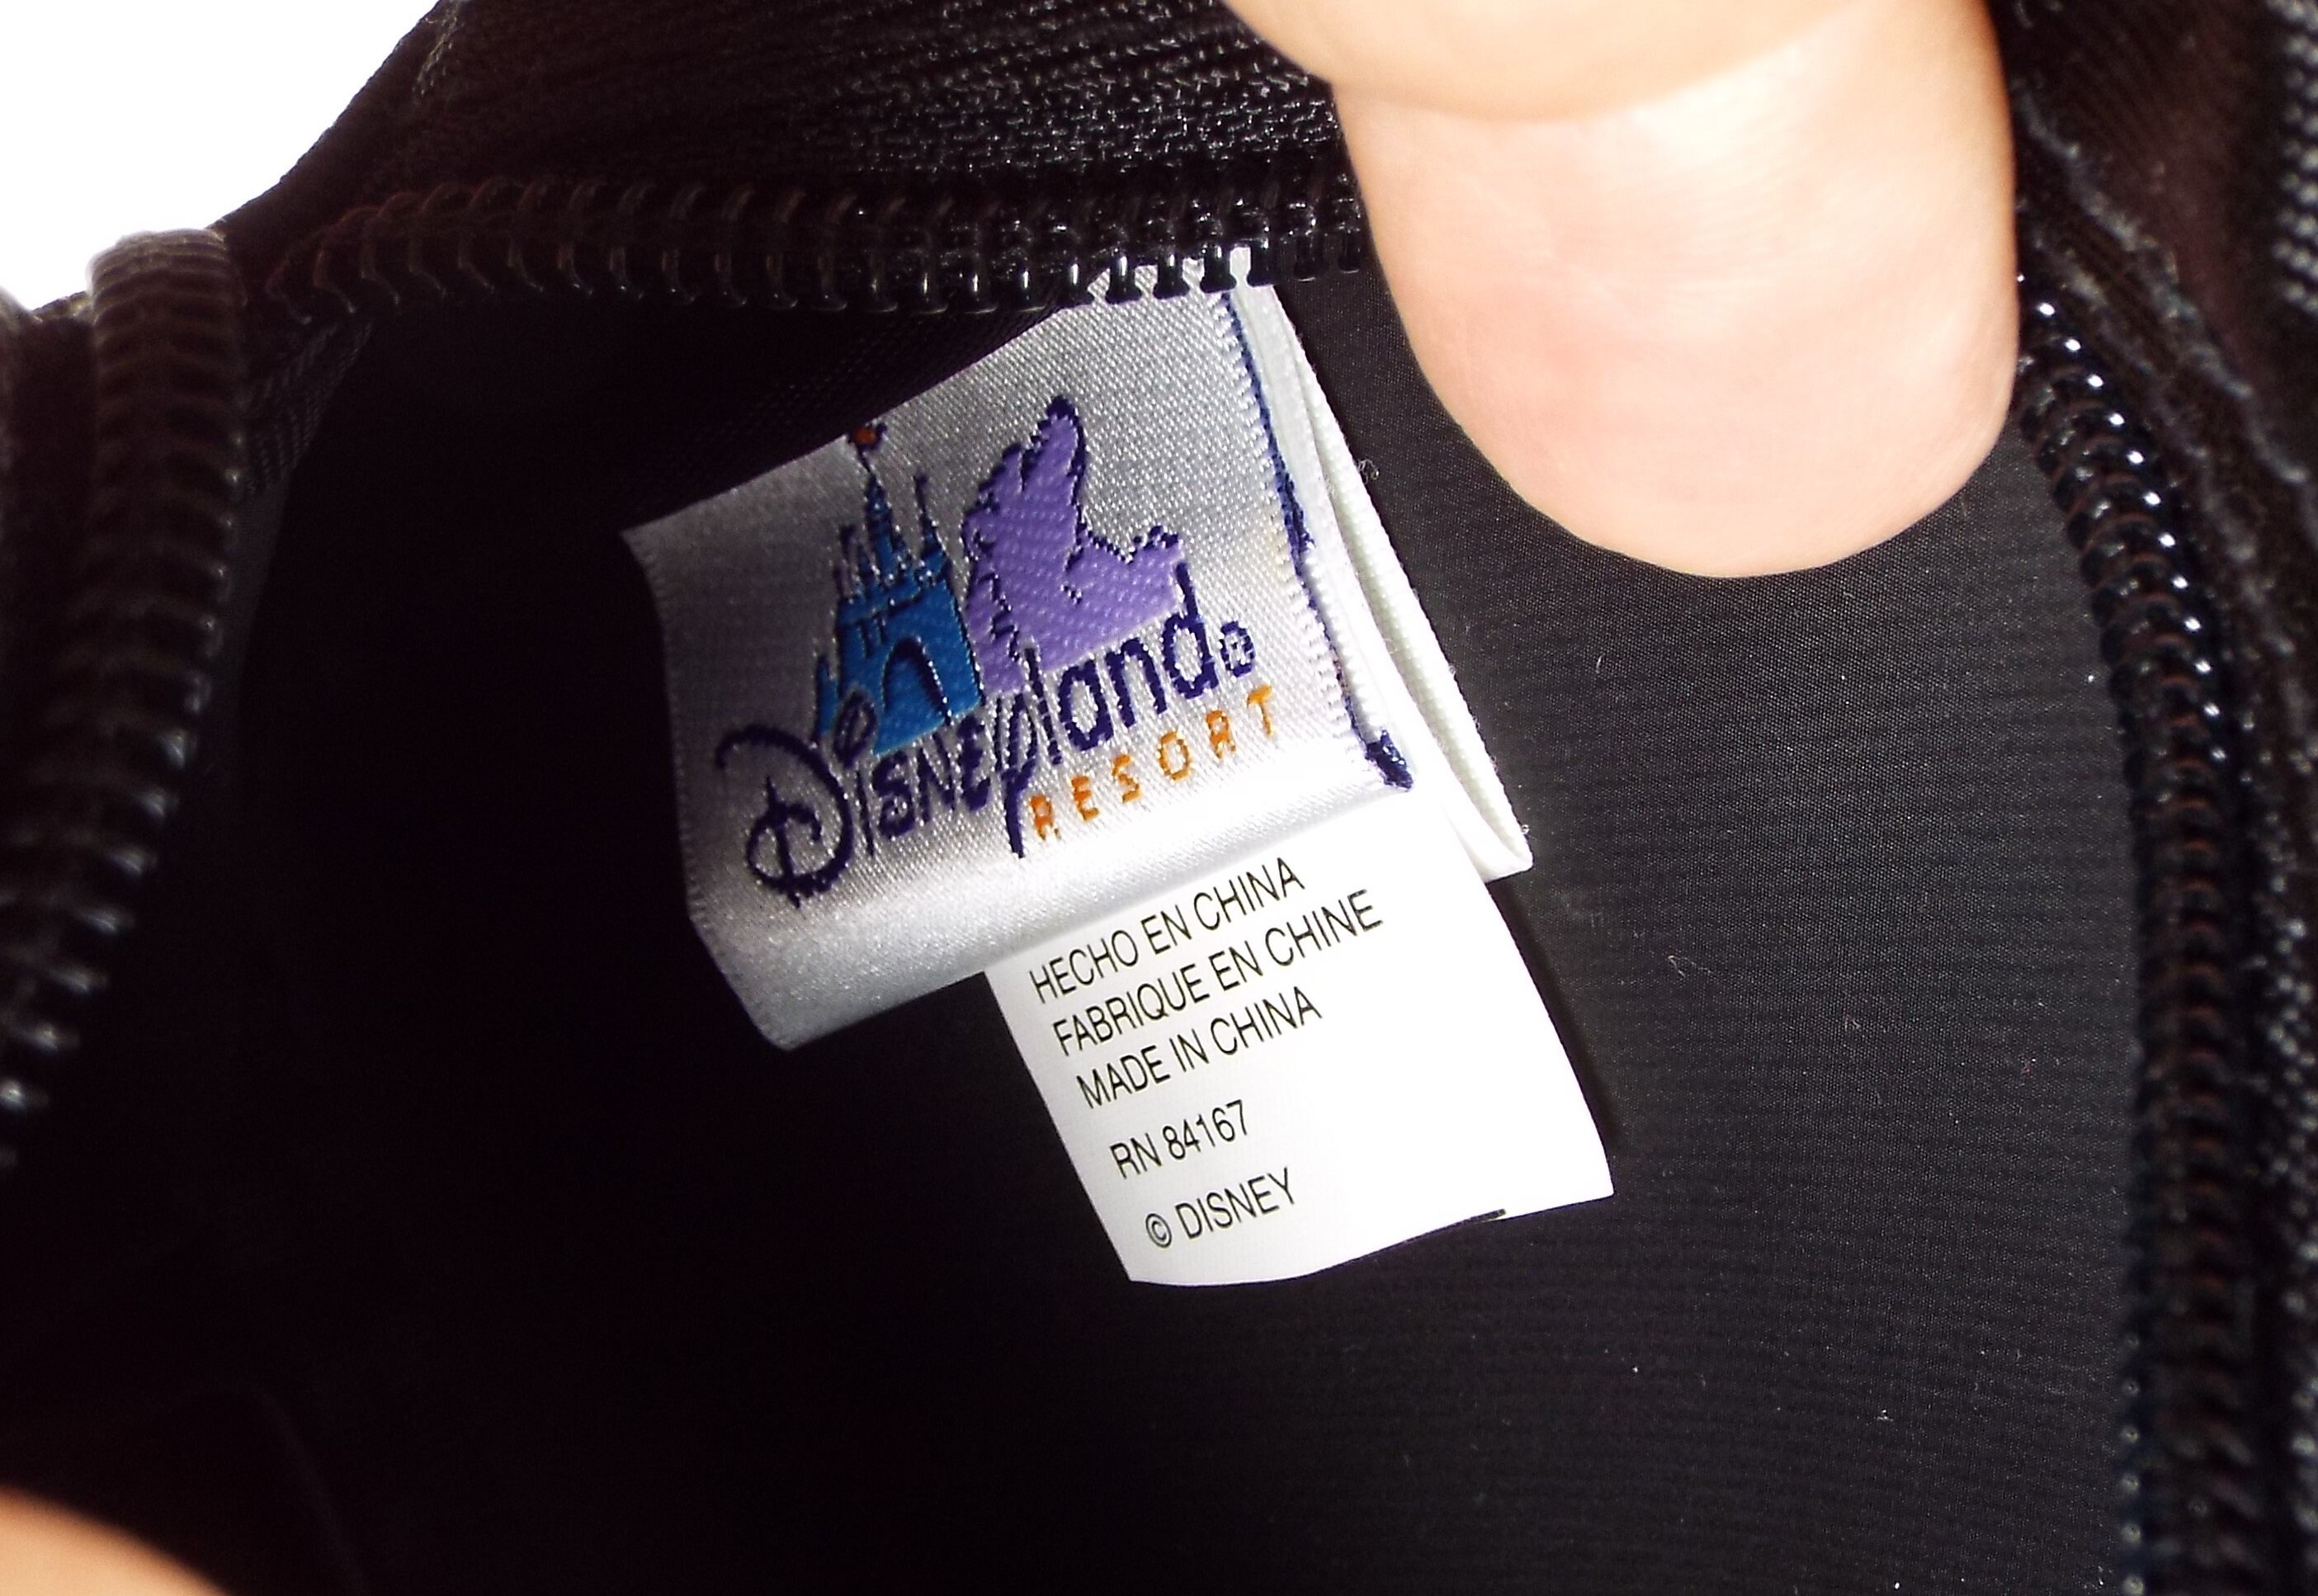 Disneyland®
RESORT
HECHO EN CHINA
FABRIQUE EN CHINE
MADE IN CHINA
RN 84167
© DISNEY